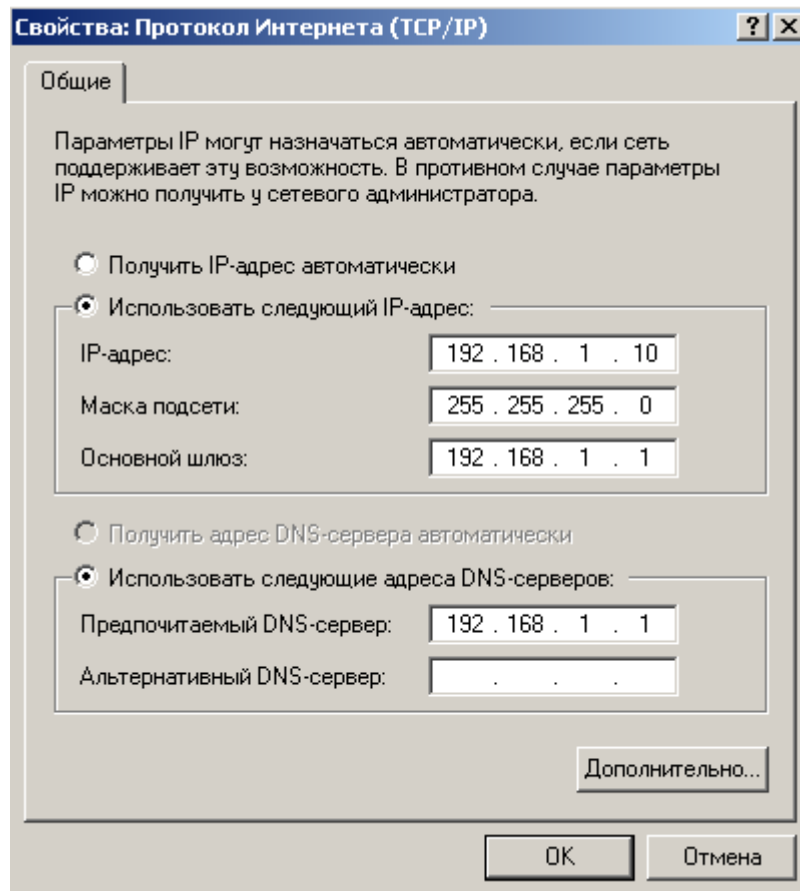 Свойства: Протокол Интернета (TCP/IP)
Общие
Параметры IP могут назначаться автоматически, если сеть
поддерживает эту возможность. В противном случае параметры
IP можно получить у сетевого администратора.
Получить IP-адрес автоматически
Использовать следующий IP-адрес:
IP-адрес: 192 . 168 . 1 . 10
Маска подсети: 255 . 255 . 255 . 0
Основной шлюз: 192 . 168 . 1 . 1
Получить адрес DNS-сервера автоматически
Использовать следующие адреса DNS-серверов:
Предпочитаемый DNS-сервер: 192 . 168 . 1 . 1
Альтернативный DNS-сервер: . . .
Дополнительно...
OK Отмена